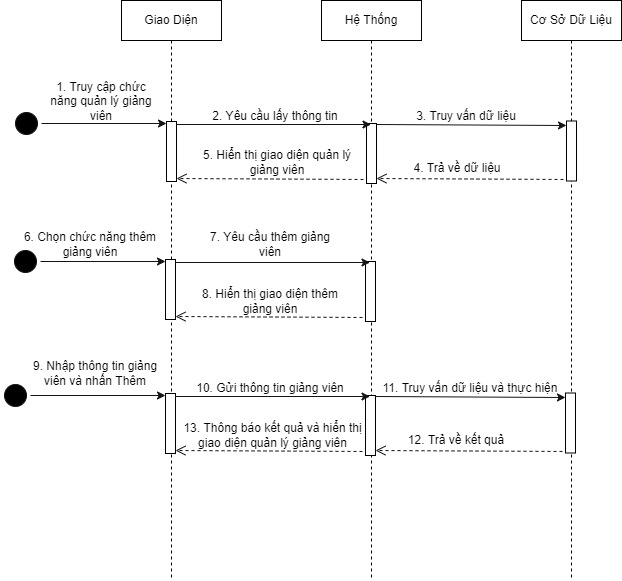 Giao Diện
Hệ Thống
Cơ Sở Dữ Liệu
1. Truy cập chức
năng quản lý giảng
viên
2. Yêu cầu lấy thông tin
3. Truy vấn dữ liệu
5. Hiển thị giao diện quản lý
giảng viên
4. Trả về dữ liệu
6. Chọn chức năng thêm
giảng viên
7. Yêu cầu thêm giảng
viên
8. Hiển thị giao diện thêm
giảng viên
9. Nhập thông tin giảng
viên và nhấn Thêm
10. Gửi thông tin giảng viên
11. Truy vấn dữ liệu và thực hiện
13. Thông báo kết quả và hiển thị
giao diện quản lý giảng viên
12. Trả về kết quả